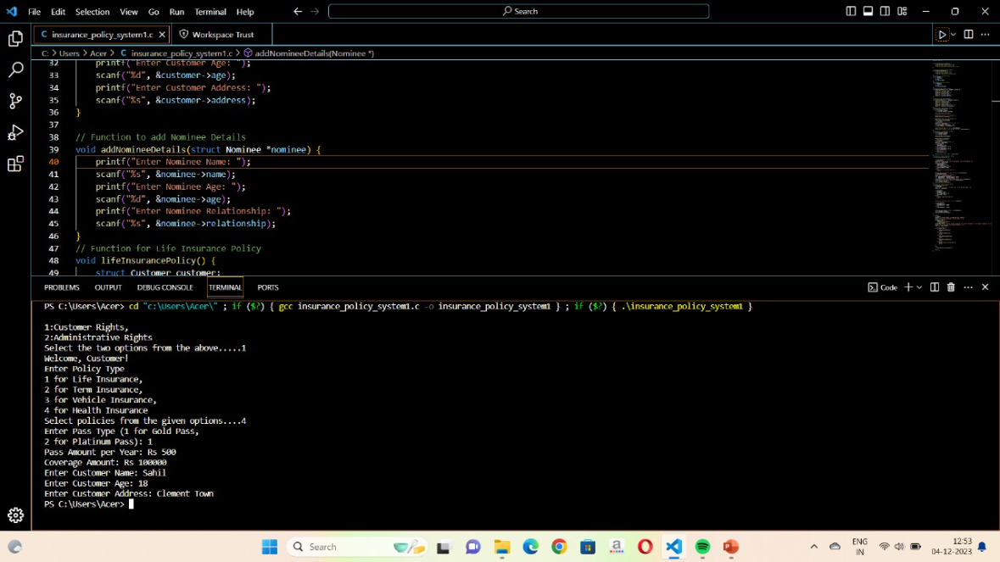 File Edit Selection View Go Run Terminal Help
Search
insurance_policy_system1.c
Workspace Trust
C: > Users > Acer > C insurance_policy_system1.c > addNomineeDetails(Nominee *)
32 printf("Enter Customer Age: ");
33 scanf("%d", &customer->age);
34 printf("Enter Customer Address: ");
35 scanf("%s", &customer->address);
36 }
37
38 // Function to add Nominee Details
39 void addNomineeDetails(struct Nominee *nominee) {
40 printf("Enter Nominee Name: ");
41 scanf("%s", &nominee->name);
42 printf("Enter Nominee Age: ");
43 scanf("%d", &nominee->age);
44 printf("Enter Nominee Relationship: ");
45 scanf("%s", &nominee->relationship);
46 }
47 // Function for Life Insurance Policy
48 void lifeInsurancePolicy() {
49 struct Customer customer;
PROBLEMS OUTPUT DEBUG CONSOLE TERMINAL PORTS
Code
PS C:\Users\Acer> cd "c:\Users\Acer\" ; if ($?) { gcc insurance_policy_system1.c -o insurance_policy_system1 } ; if ($?) { .\insurance_policy_system1 }
1:Customer Rights,
2:Administrative Rights
Select the two options from the above.....1
Welcome, Customer!
Enter Policy Type
1 for Life Insurance,
2 for Term Insurance,
3 for Vehicle Insurance,
4 for Health Insurance
Select policies from the given options....4
Enter Pass Type (1 for Gold Pass,
2 for Platinum Pass): 1
Pass Amount per Year: Rs 500
Coverage Amount: Rs 100000
Enter Customer Name: Sahil
Enter Customer Age: 18
Enter Customer Address: Clement Town
PS C:\Users\Acer>
Search
ENG
IN
12:53
04-12-2023